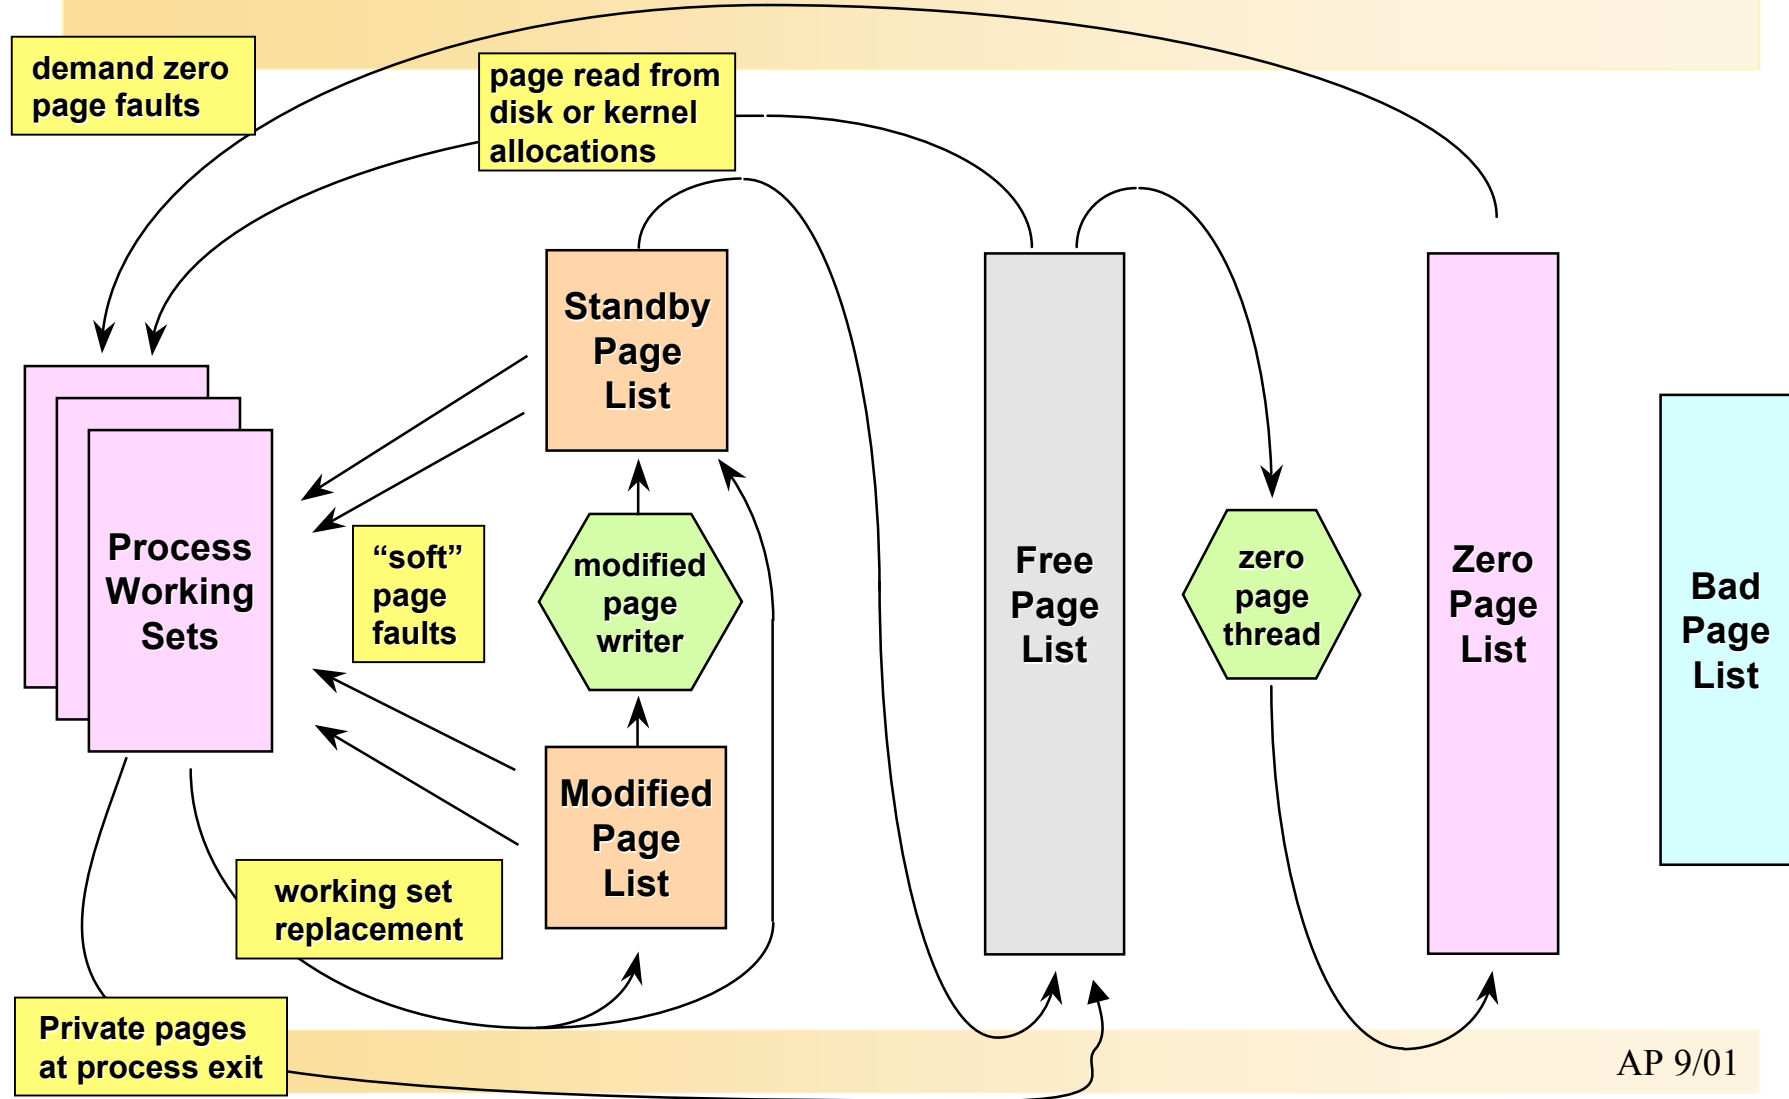 demand zero
page faults
page read from
disk or kernel
allocations
Standby
Page
List
Process
Working
Sets
“soft”
page
faults
modified
page
writer
Modified
Page
List
working set
replacement
Private pages
at process exit
Free
Page
List
zero
page
thread
Zero
Page
List
Bad
Page
List
AP 9/01